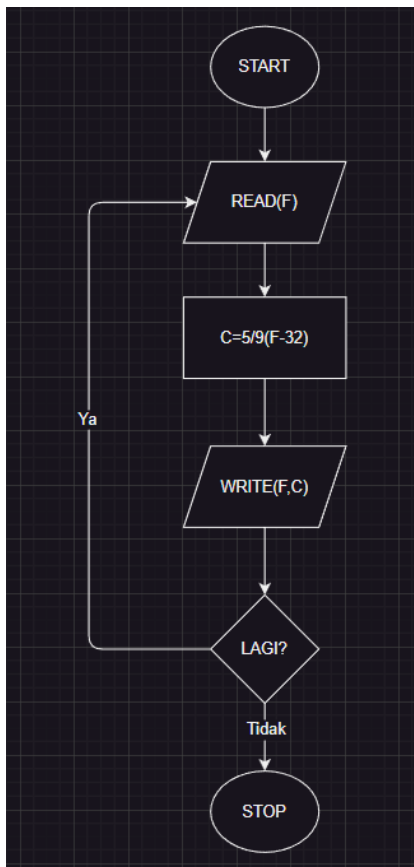 START
READ(F)
C=5/9(F-32)
Ya
WRITE(F,C)
LAGI?
Tidak
STOP